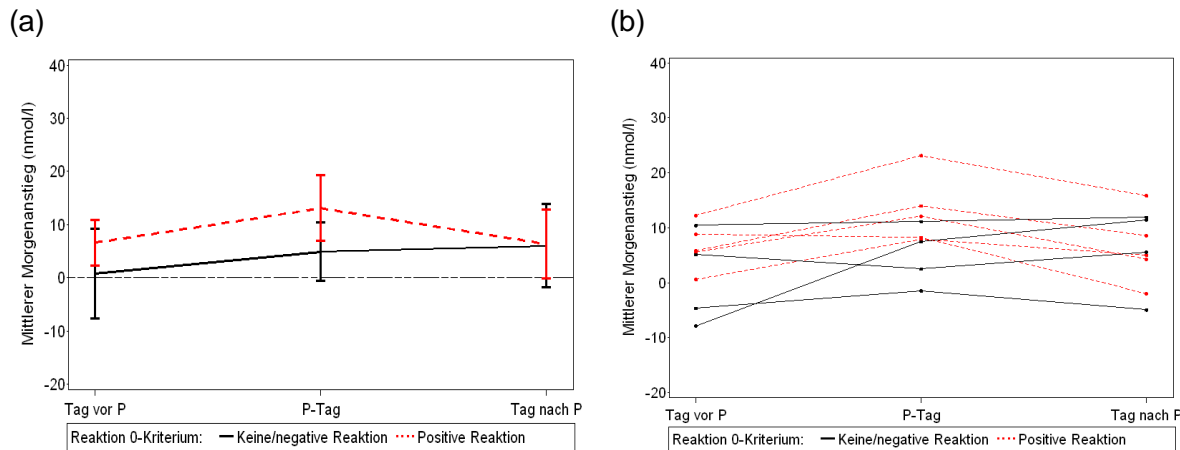 (a)
Mittlerer Morgenanstieg (nmol/l)
40
30
20
10
0
-10
-20
Tag vor P P-Tag Tag nach P
Reaktion 0-Kriterium: Keine/negative Reaktion Positive Reaktion
(b)
Mittlerer Morgenanstieg (nmol/l)
40
30
20
10
0
-10
-20
Tag vor P P-Tag Tag nach P
Reaktion 0-Kriterium: Keine/negative Reaktion Positive Reaktion